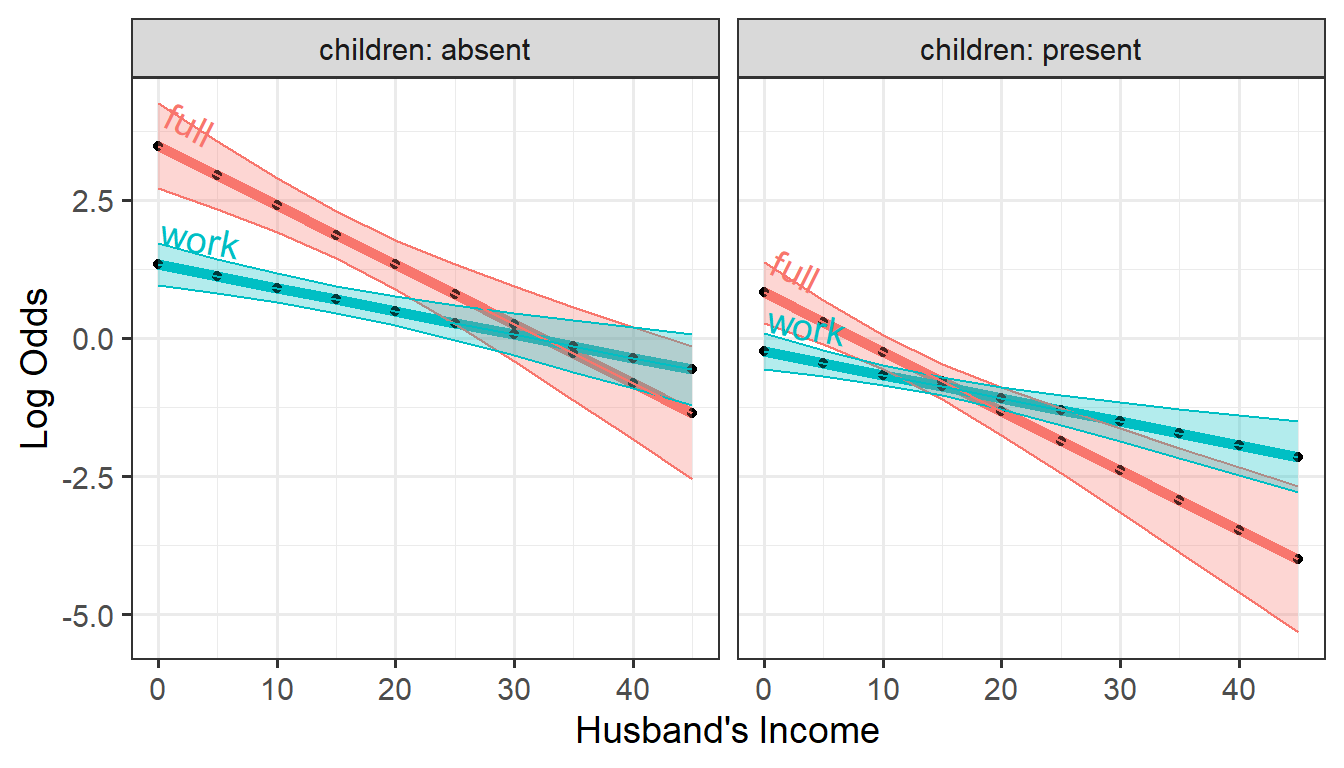 children: absent
children: present
full
work
full
work
2.5
0.0
-2.5
-5.0
Log Odds
0 10 20 30 40
0 10 20 30 40
Husband's Income